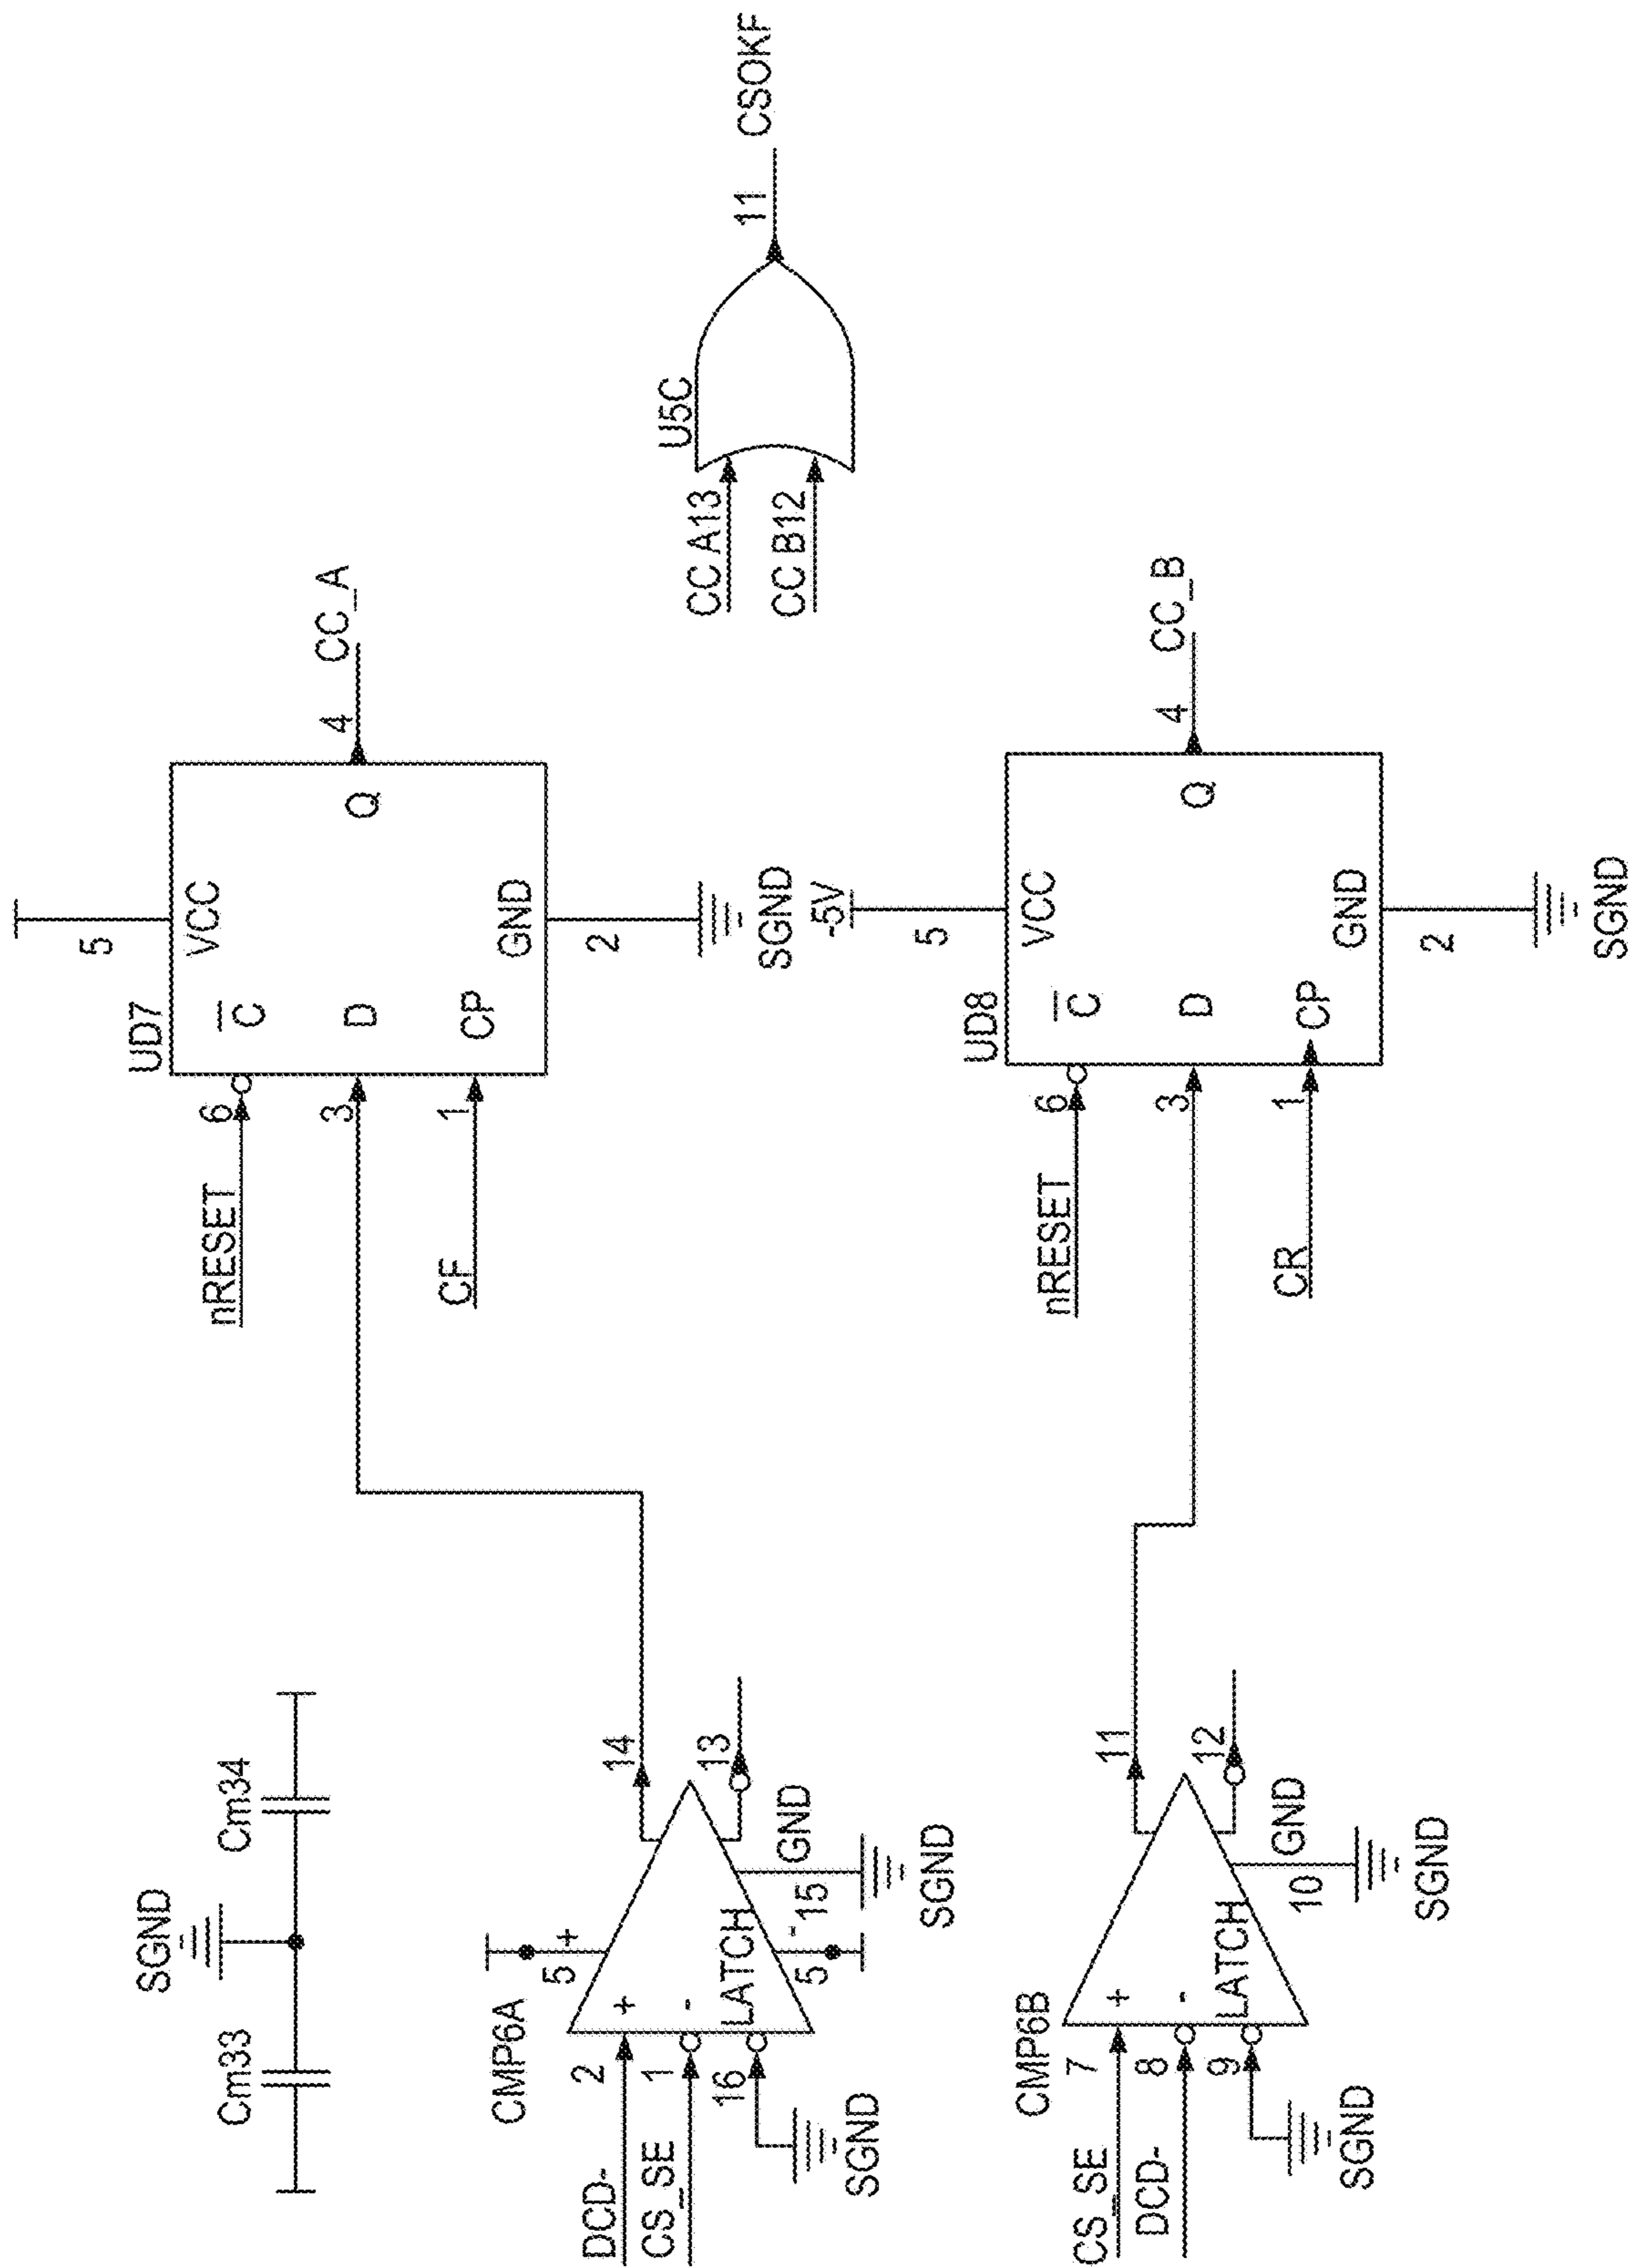 Cm33
SGND
Cm34
CMP6A
5
+
DCD-
2
+
14
CS_SE
1
-
13
16
LATCH
GND
SGND
5
-
15
SGND
nRESET
6
UD7
C
5
VCC
3
D
Q
4
CC_A
CF
1
CP
GND
2
SGND
CC A13
CC B12
U5C
11
CSOKF
CMP6B
CS_SE
7
+
11
DCD-
8
-
12
9
LATCH
GND
SGND
10
SGND
nRESET
6
UD8
C
5
-5V
VCC
3
D
Q
4
CC_B
CR
1
CP
GND
2
SGND